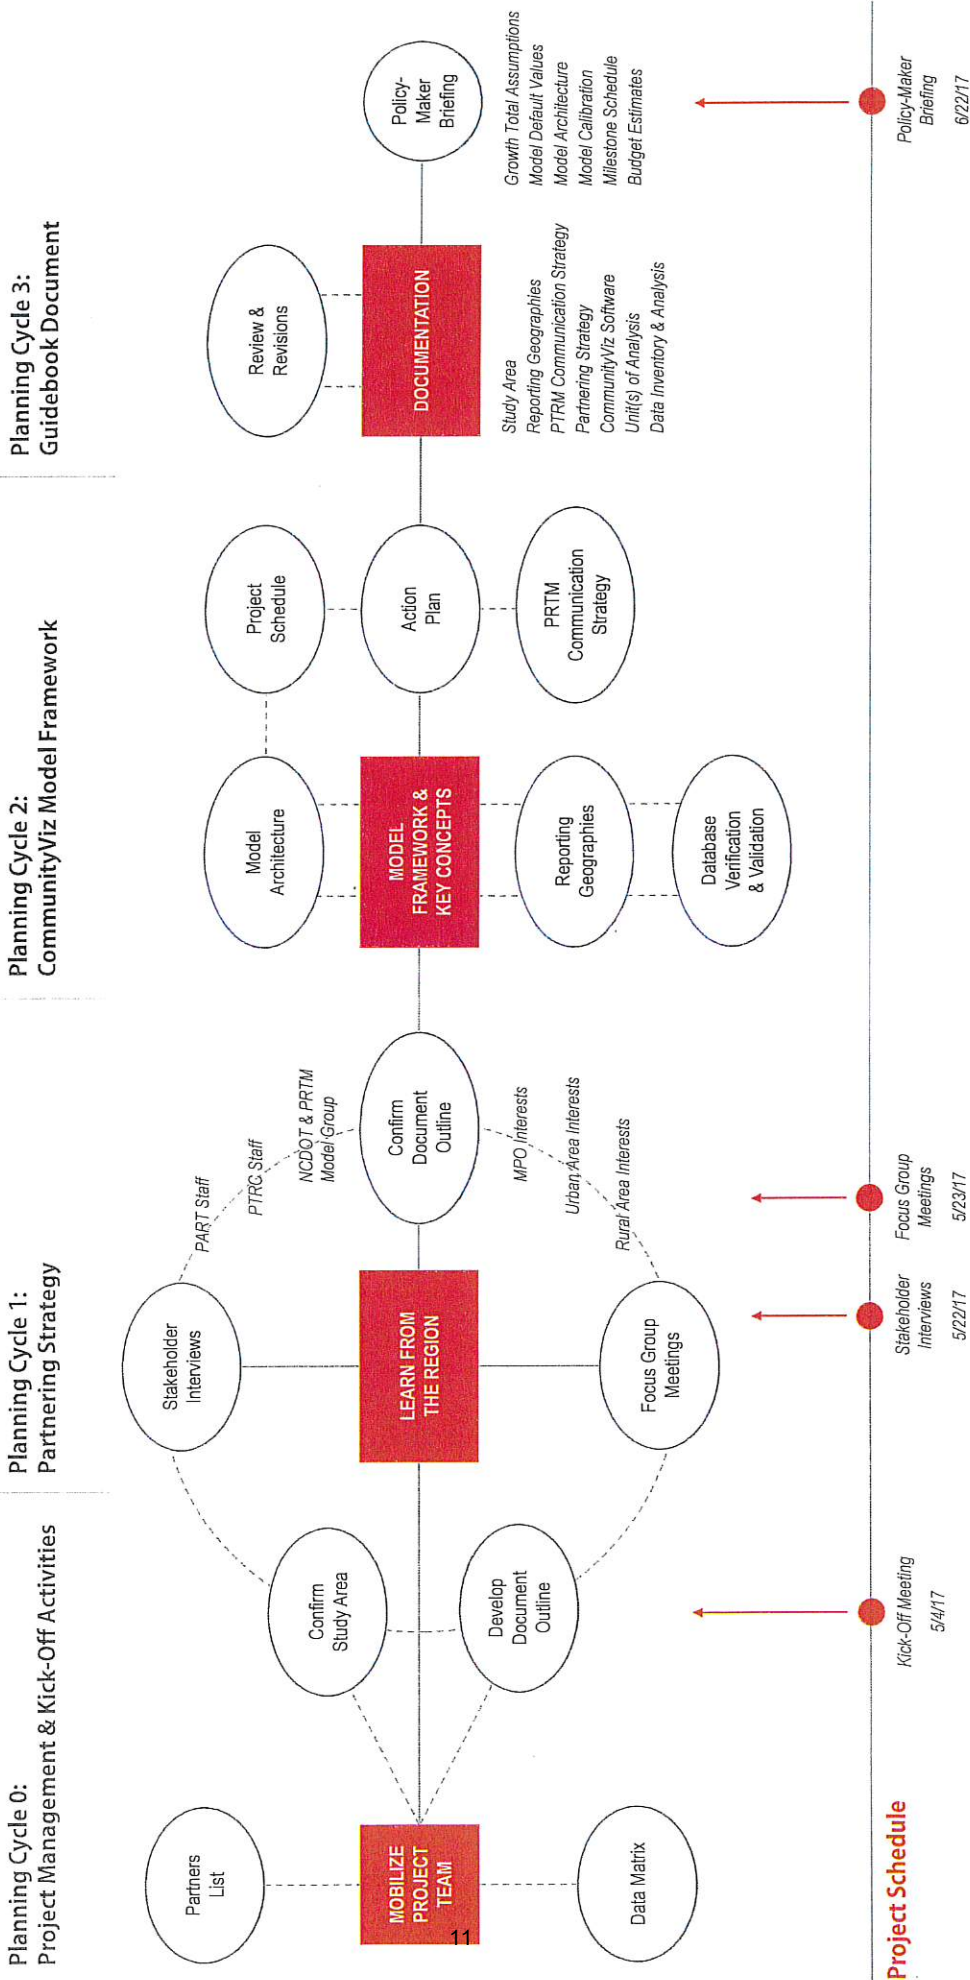 Planning Cycle 0:
Project Management & Kick-Off Activities
Planning Cycle 1:
Partnering Strategy
Planning Cycle 2:
CommunityViz Model Framework
Planning Cycle 3:
Guidebook Document
Partners
List
MOBILIZE
PROJECT
TEAM
11
Data Matrix
Confirm
Study Area
Develop
Document
Outline
Stakeholder
Interviews
LEARN FROM
THE REGION
Focus Group
Meetings
PART Staff
PTRC Staff
NCDOT & PRTM
Model Group
Confirm
Document
Outline
MPO Interests
Urban Area Interests
Rural Area Interests
Model
Architecture
MODEL
FRAMEWORK &
KEY CONCEPTS
Reporting
Geographies
Database
Verification
& Validation
Project
Schedule
Action
Plan
PRTM
Communication
Strategy
Review &
Revisions
DOCUMENTATION
Study Area
Reporting Geographies
PTRM Communication Strategy
Partnering Strategy
CommunityViz Software
Unit(s) of Analysis
Data Inventory & Analysis
Policy-
Maker
Briefing
Growth Total Assumptions
Model Default Values
Model Architecture
Model Calibration
Milestone Schedule
Budget Estimates
Project Schedule
Kick-Off Meeting
5/4/17
Stakeholder
Interviews
5/22/17
Focus Group
Meetings
5/23/17
Policy-Maker
Briefing
6/22/17